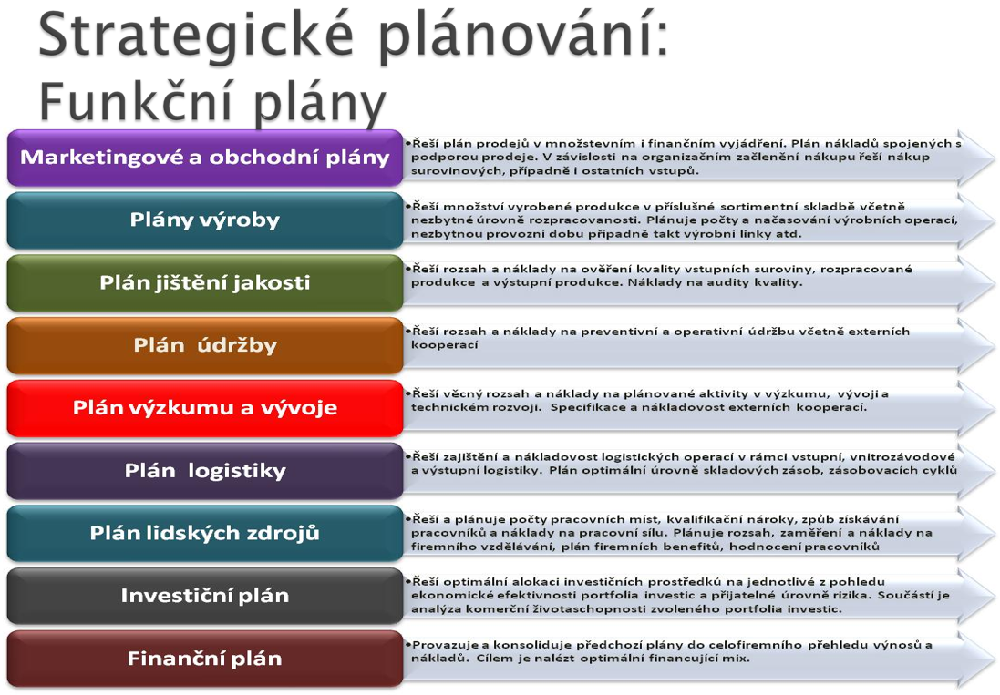 Strategické plánování:
Funkční plány
Marketingové a obchodní plány
•Řeší plán prodejů v množstevním i finančním vyjádření. Plán nákladů spojených s
podporou prodeje. V závislosti na organizačním začlenění nákupu řeší nákup
surovinových, případně i ostatních vstupů.
Plány výroby
•Řeší množství vyrobené produkce v příslušné sortimentní skladbě včetně
nezbytné úrovně rozpracovanosti. Plánuje počty a načasování výrobních operací,
nezbytnou provozní dobu případně takt výrobní linky atd.
Plán jištění jakosti
•Řeší rozsah a náklady na ověření kvality vstupních suroviny, rozpracované
produkce a výstupní produkce. Náklady na audity kvality.
Plán údržby
•Řeší rozsah a náklady na preventivní a operativní údržbu včetně externích
kooperací
Plán výzkumu a vývoje
•Řeší věcný rozsah a náklady na plánované aktivity v výzkumu, vývoji a
technickém rozvoji. Specifikace a nákladovost externích kooperací.
Plán logistiky
•Řeší zajištění a nákladovost logistických operací v rámci vstupní, vnitrozávodové
a výstupní logistiky. Plán optimální úrovně skladových zásob, zásobovacích cyklů
Plán lidských zdrojů
•Řeší a plánuje počty pracovních míst, kvalifikační nároky, způb získávání
pracovníků a náklady na pracovní sílu. Plánuje rozsah, zaměření a náklady na
firemního vzdělávání, plán firemních benefitů, hodnocení pracovníků
Investiční plán
•Řeší optimální alokaci investičních prostředků na jednotlivé z pohledu
ekonomické efektivnosti portfolia investic a přijatelné úrovně rizika. Součástí je
analýza komerční životaschopnosti zvoleného portfolia investic.
Finanční plán
•Provazuje a konsoliduje předchozí plány do celofiremního přehledu výnosů a
nákladů. Cílem je nalézt optimální financující mix.